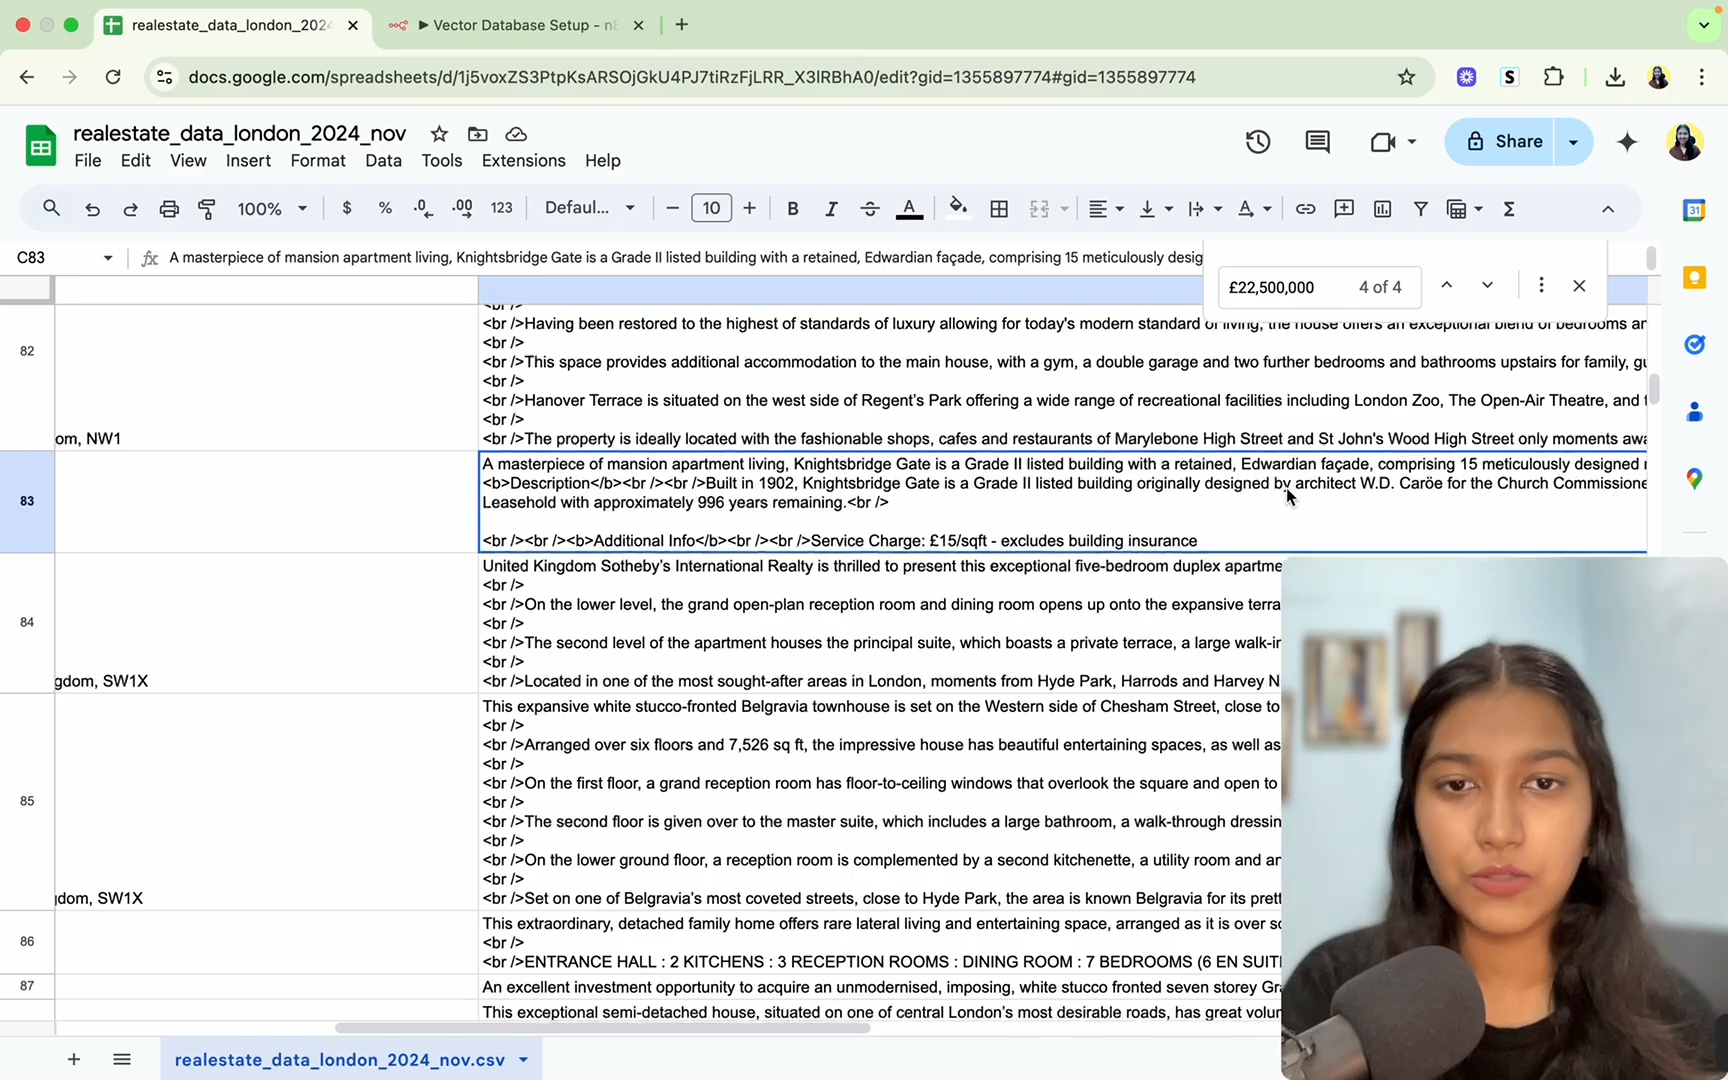 realestate_data_london_202
Vector Database Setup - n8
docs.google.com/spreadsheets/d/1j5voxZS3PtpKsARSOjGkU4PJ7tiRzFjLRR_X3lRBhA0/edit?gid=1355897774#gid=1355897774
realestate_data_london_2024_nov
File Edit View Insert Format Data Tools Extensions Help
Share
100% $ % .0 .00 123 Defaul... 10 B I A
C83
A masterpiece of mansion apartment living, Knightsbridge Gate is a Grade II listed building with a retained, Edwardian façade, comprising 15 meticulously desig
£22,500,000 4 of 4
<br />
82
<br />Having been restored to the highest of standards of luxury allowing for today's modern standard of living, the house offers an exceptional blend of bedrooms
<br />
<br />This space provides additional accommodation to the main house, with a gym, a double garage and two further bedrooms and bathrooms upstairs for family,
<br />
<br />Hanover Terrace is situated on the west side of Regent's Park offering a wide range of recreational facilities including London Zoo, The Open-Air Theatre, and
<br />
om, NW1
<br />The property is ideally located with the fashionable shops, cafes and restaurants of Marylebone High Street and St John's Wood High Street only moments
83
A masterpiece of mansion apartment living, Knightsbridge Gate is a Grade II listed building with a retained, Edwardian façade, comprising 15 meticulously designed
<b>Description</b><br /><br />Built in 1902, Knightsbridge Gate is a Grade II listed building originally designed by architect W.D. Caröe for the Church Commissione
Leasehold with approximately 996 years remaining.<br />
<br /><br /><b>Additional Info</b><br /><br />Service Charge: £15/sqft - excludes building insurance
84
United Kingdom Sotheby's International Realty is thrilled to present this exceptional five-bedroom duplex apartme
<br />
<br />On the lower level, the grand open-plan reception room and dining room opens up onto the expansive terra
<br />
<br />The second level of the apartment houses the principal suite, which boasts a private terrace, a large walk-i
<br />
gdom, SW1X
<br />Located in one of the most sought-after areas in London, moments from Hyde Park, Harrods and Harvey N
85
This expansive white stucco-fronted Belgravia townhouse is set on the Western side of Chesham Street, close to
<br />
<br />Arranged over six floors and 7,526 sq ft, the impressive house has beautiful entertaining spaces, as well as
<br />
<br />On the first floor, a grand reception room has floor-to-ceiling windows that overlook the square and open to
<br />
<br />The second floor is given over to the master suite, which includes a large bathroom, a walk-through dressin
<br />
<br />On the lower ground floor, a reception room is complemented by a second kitchenette, a utility room and an
<br />
gdom, SW1X
<br />Set on one of Belgravia's most coveted streets, close to Hyde Park, the area is known Belgravia for its prett
86
This extraordinary, detached family home offers rare lateral living and entertaining space, arranged as it is over s
<br />
<br />ENTRANCE HALL : 2 KITCHENS : 3 RECEPTION ROOMS : DINING ROOM : 7 BEDROOMS (6 EN SUIT
87
An excellent investment opportunity to acquire an unmodernised, imposing, white stucco fronted seven storey Gr
This exceptional semi-detached house, situated on one of central London's most desirable roads, has great volu
realestate_data_london_2024_nov.csv